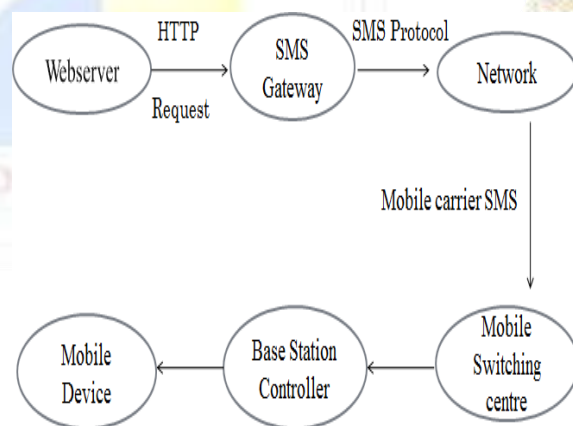 HTTP
SMS Protocol
Webserver
SMS
Gateway
Network
Request
Mobile carrier SMS
Mobile
Device
Base Station
Controller
Mobile
Switching
centre